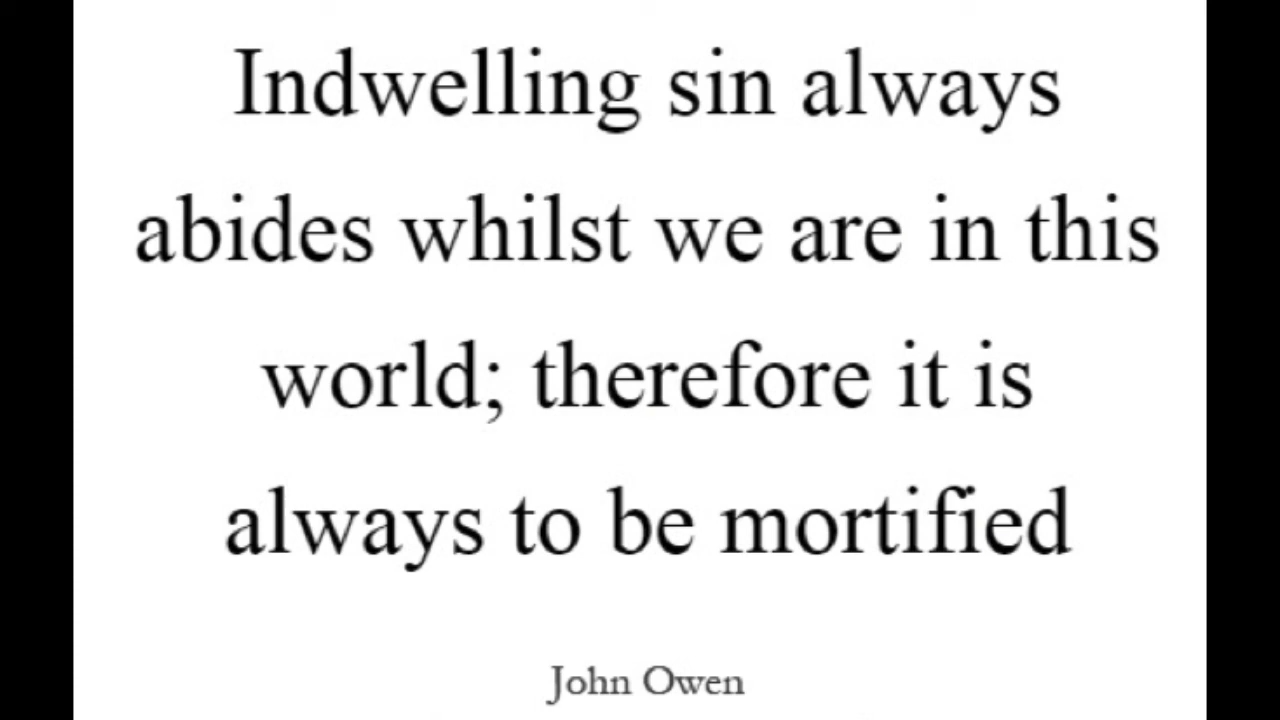 Indwelling sin always
abides whilst we are in this
world; therefore it is
always to be mortified
John Owen